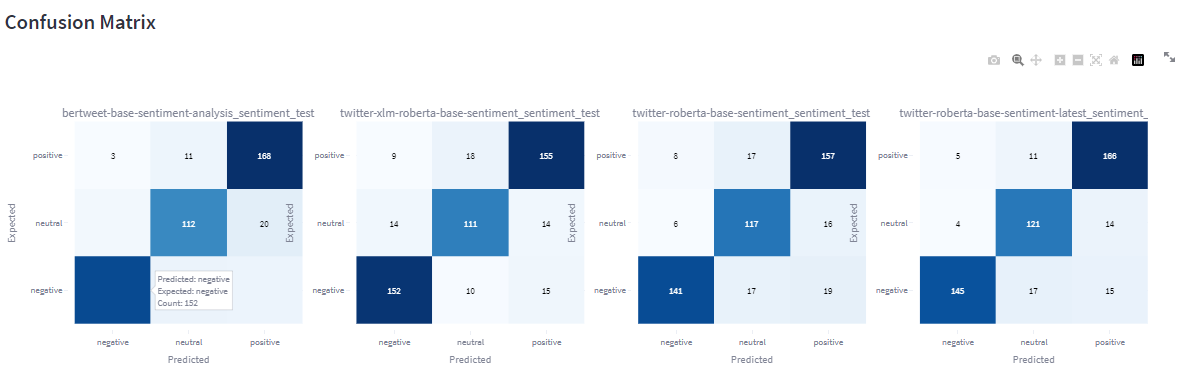 Confusion Matrix
bertweet-base-sentiment-analysis_sentiment_test
twitter-xlm-roberta-base-sentiment_sentiment_test
twitter-roberta-base-sentiment_sentiment_test
twitter-roberta-base-sentiment-latest_sentiment_
positive 3 11 168
positive 9 18 155
positive 8 17 157
positive 5 11 166
Expected
neutral 112 20
Expected
neutral 14 111 14
Expected
neutral 6 117 16
Expected
neutral 4 121 14
negative
Predicted: negative
Expected: negative
Count: 152
negative 152 10 15
negative 141 17 19
negative 145 17 15
negative neutral positive
negative neutral positive
negative neutral positive
negative neutral positive
Predicted
Predicted
Predicted
Predicted